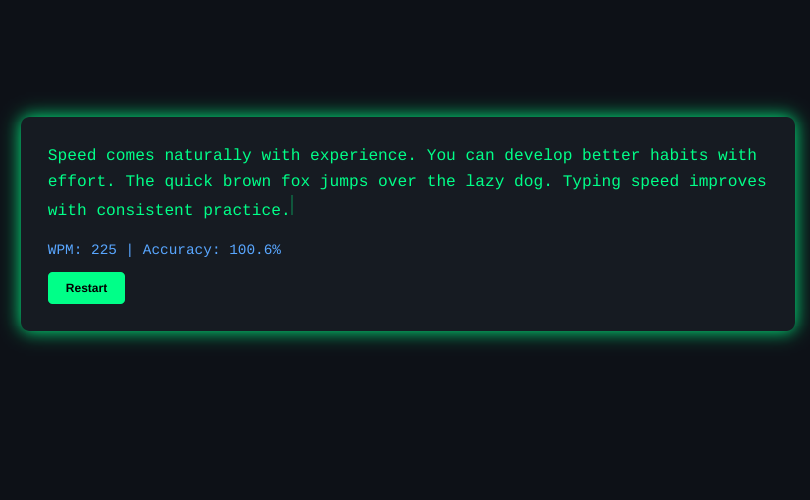 Speed comes naturally with experience. You can develop better habits with
effort. The quick brown fox jumps over the lazy dog. Typing speed improves
with consistent practice.
WPM: 225 | Accuracy: 100.6%
Restart